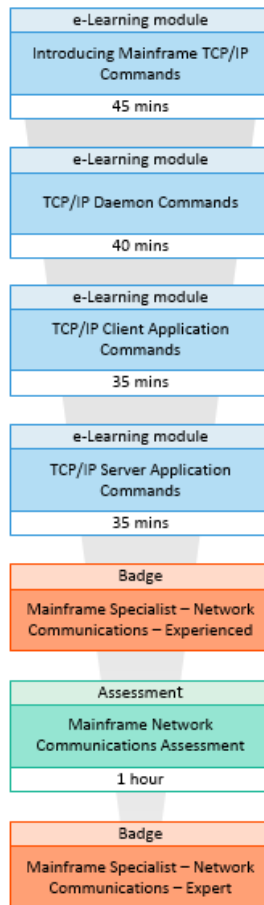 e-Learning module
Introducing Mainframe TCP/IP
Commands
45 mins
e-Learning module
TCP/IP Daemon Commands
40 mins
e-Learning module
TCP/IP Client Application
Commands
35 mins
e-Learning module
TCP/IP Server Application
Commands
35 mins
Badge
Mainframe Specialist – Network
Communications – Experienced
Assessment
Mainframe Network
Communications Assessment
1 hour
Badge
Mainframe Specialist – Network
Communications – Expert